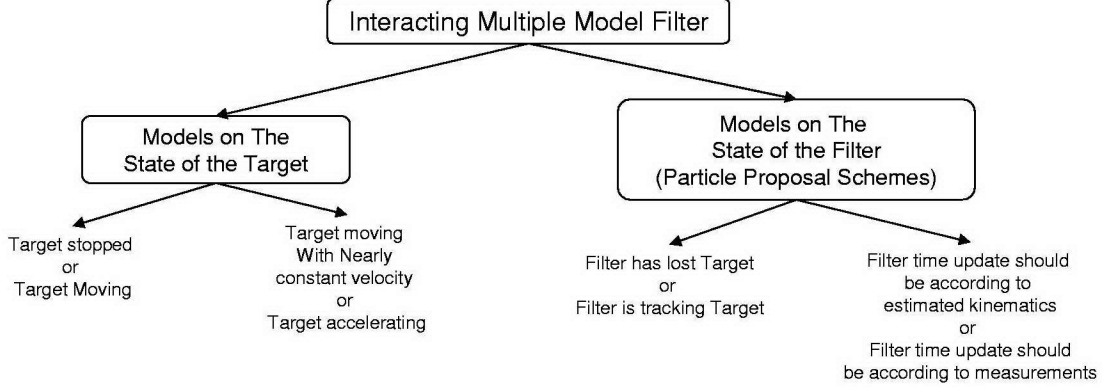 Interacting Multiple Model Filter
Models on The
State of the Target
Models on The
State of the Filter
(Particle Proposal Schemes)
Target stopped
or
Target Moving
Target moving
With Nearly
constant velocity
or
Target accelerating
Filter has lost Target
or
Filter is tracking Target
Filter time update should
be according to
estimated kinematics
or
Filter time update should
be according to measurements